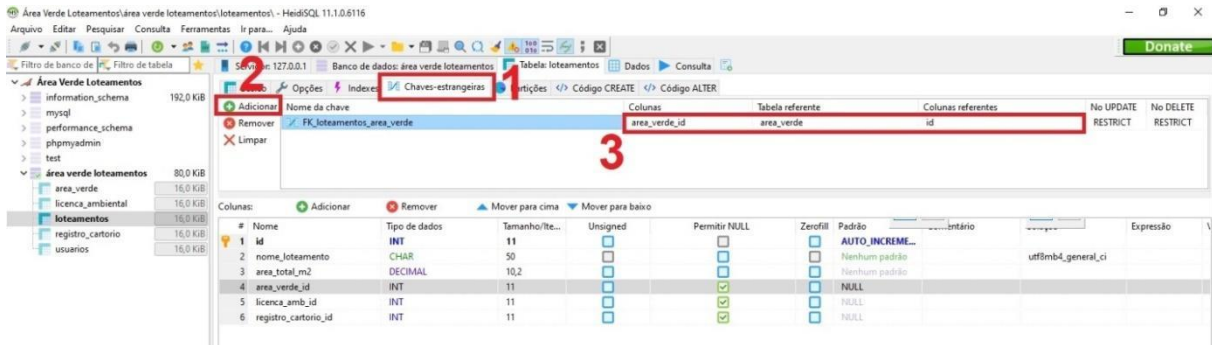 Área Verde Loteamentos\área verde loteamentos\loteamentos\ - HeidiSQL 11.1.0.6116
Arquivo Editar Pesquisar Consulta Ferramentas Ir para... Ajuda
Donate
Filtro de banco de Filtro de tabela
2
127.0.0.1 Banco de dados: área verde loteamentos Tabela: loteamentos Dados Consulta
1
Opções Indexes Chaves-estrangeiras Partições </> Código CREATE </> Código ALTER
Área Verde Loteamentos
information_schema 192,0 KiB
mysql
performance_schema
phpmyadmin
test
área verde loteamentos 80,0 KiB
area_verde 16,0 KiB
licenca_ambiental 16,0 KiB
loteamentos 16,0 KiB
registro_cartorio 16,0 KiB
usuarios 16,0 KiB
Adicionar Nome da chave Colunas Tabela referente Colunas referentes No UPDATE No DELETE
Remover FK_loteamentos_area_verde area_verde_id area_verde id RESTRICT RESTRICT
Limpar
3
Colunas: Adicionar Remover Mover para cima Mover para baixo
# Nome Tipo de dados Tamanho/Ite... Unsigned Permitir NULL Zerofill Padrão Expressão
1 id INT 11 AUTO_INCREME...
2 nome_loteamento CHAR 50 Nenhum padrão utf8mb4_general_ci
3 area_total_m2 DECIMAL 10,2 Nenhum padrão
4 area_verde_id INT 11 NULL
5 licenca_amb_id INT 11 NULL
6 registro_cartorio_id INT 11 NULL